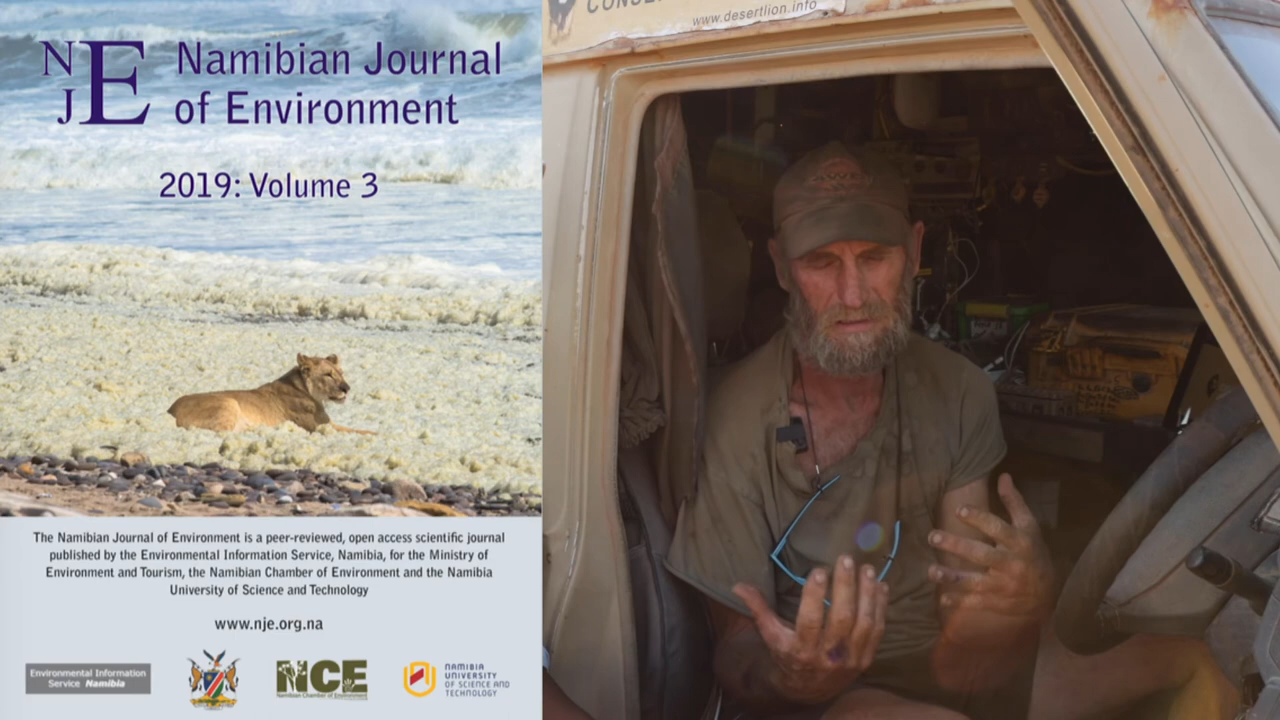 N
J E
Namibian Journal
of Environment
2019: Volume 3
The Namibian Journal of Environment is a peer-reviewed, open access scientific journal
published by the Environmental Information Service, Namibia, for the Ministry of
Environment and Tourism, the Namibian Chamber of Environment and the Namibia
University of Science and Technology
www.nje.org.na
Environmental Information
Service Namibia
NCE
Namibian Chamber of Environment
NAMIBIA
UNIVERSITY
OF SCIENCE AND
TECHNOLOGY
www.desertlion.info